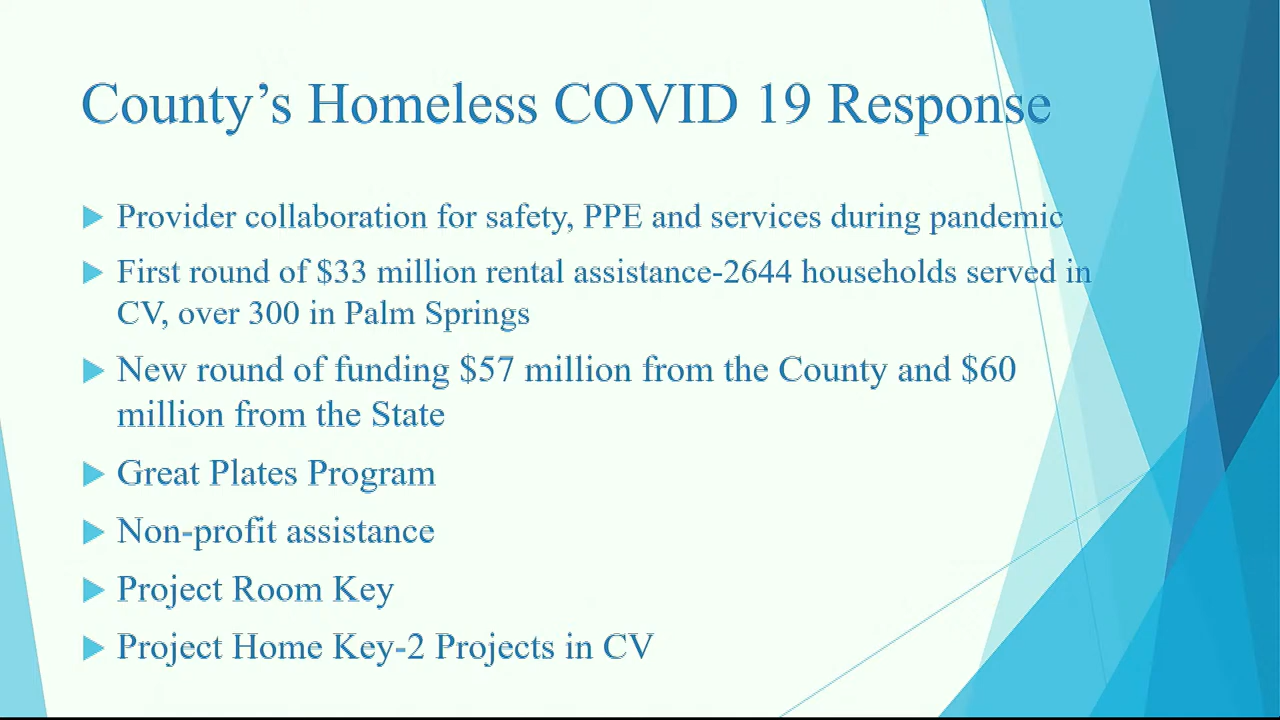 County's Homeless COVID 19 Response
Provider collaboration for safety, PPE and services during pandemic
First round of $33 million rental assistance-2644 households served in
CV, over 300 in Palm Springs
New round of funding $57 million from the County and $60
million from the State
Great Plates Program
Non-profit assistance
Project Room Key
Project Home Key-2 Projects in CV